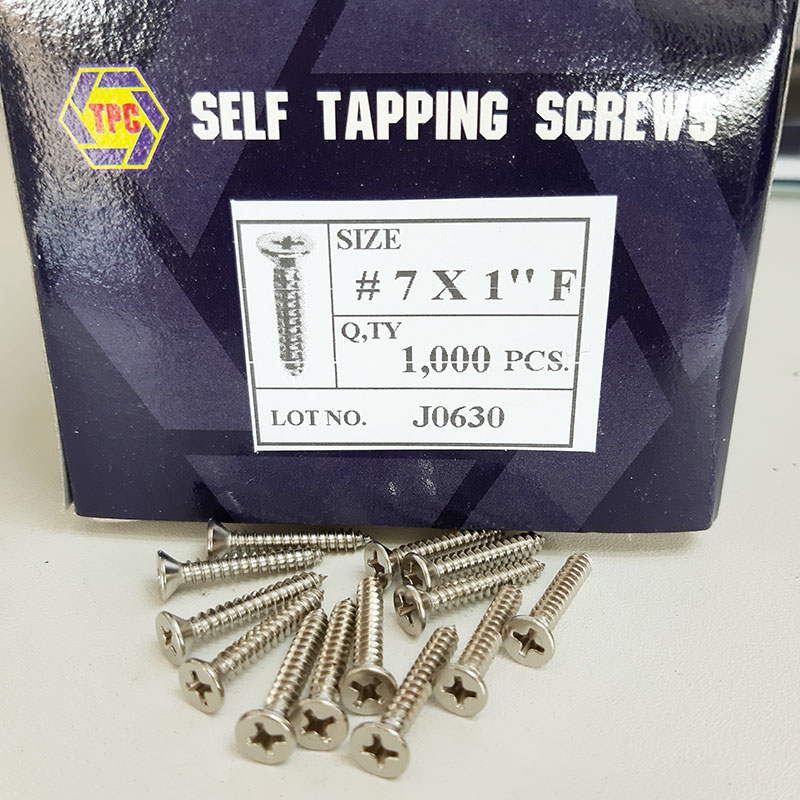 TPC
SELF TAPPING SCREWS
SIZE
# 7 X 1" F
Q,TY
1,000 PCS.
LOT NO. J0630